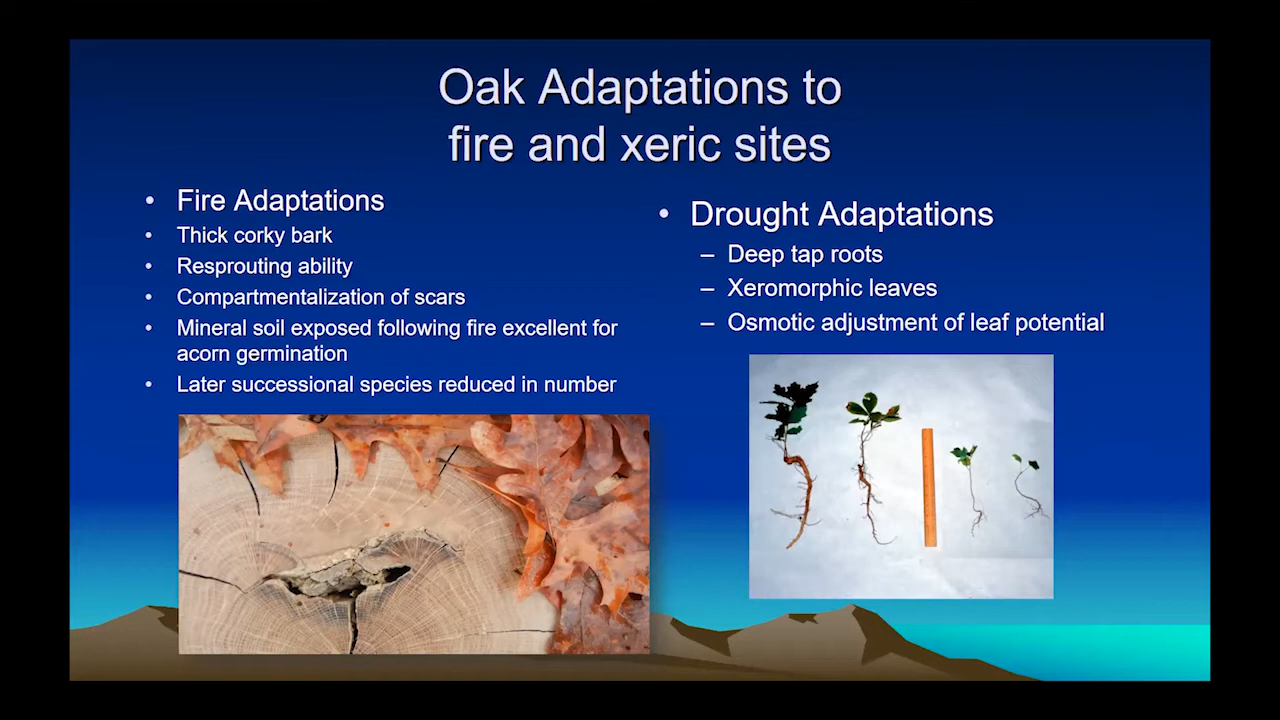 Oak Adaptations to
fire and xeric sites
• Fire Adaptations
• Thick corky bark
• Resprouting ability
• Compartmentalization of scars
• Mineral soil exposed following fire excellent for
acorn germination
• Later successional species reduced in number
• Drought Adaptations
– Deep tap roots
– Xeromorphic leaves
– Osmotic adjustment of leaf potential